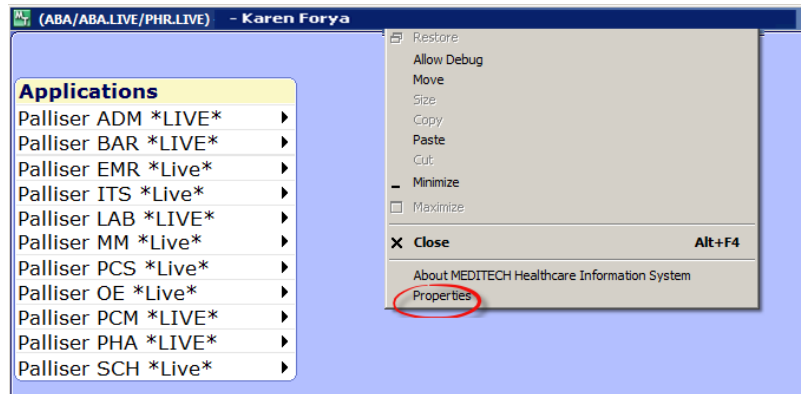 (ABA/ABA.LIVE/PHR.LIVE) - Karen Forya
Restore
Allow Debug
Move
Size
Copy
Paste
Cut
Minimize
Maximize
Close Alt+F4
About MEDITECH Healthcare Information System
Properties
Applications
Palliser ADM *LIVE*
Palliser BAR *LIVE*
Palliser EMR *Live*
Palliser ITS *Live*
Palliser LAB *LIVE*
Palliser MM *Live*
Palliser PCS *Live*
Palliser OE *Live*
Palliser PCM *LIVE*
Palliser PHA *LIVE*
Palliser SCH *Live*